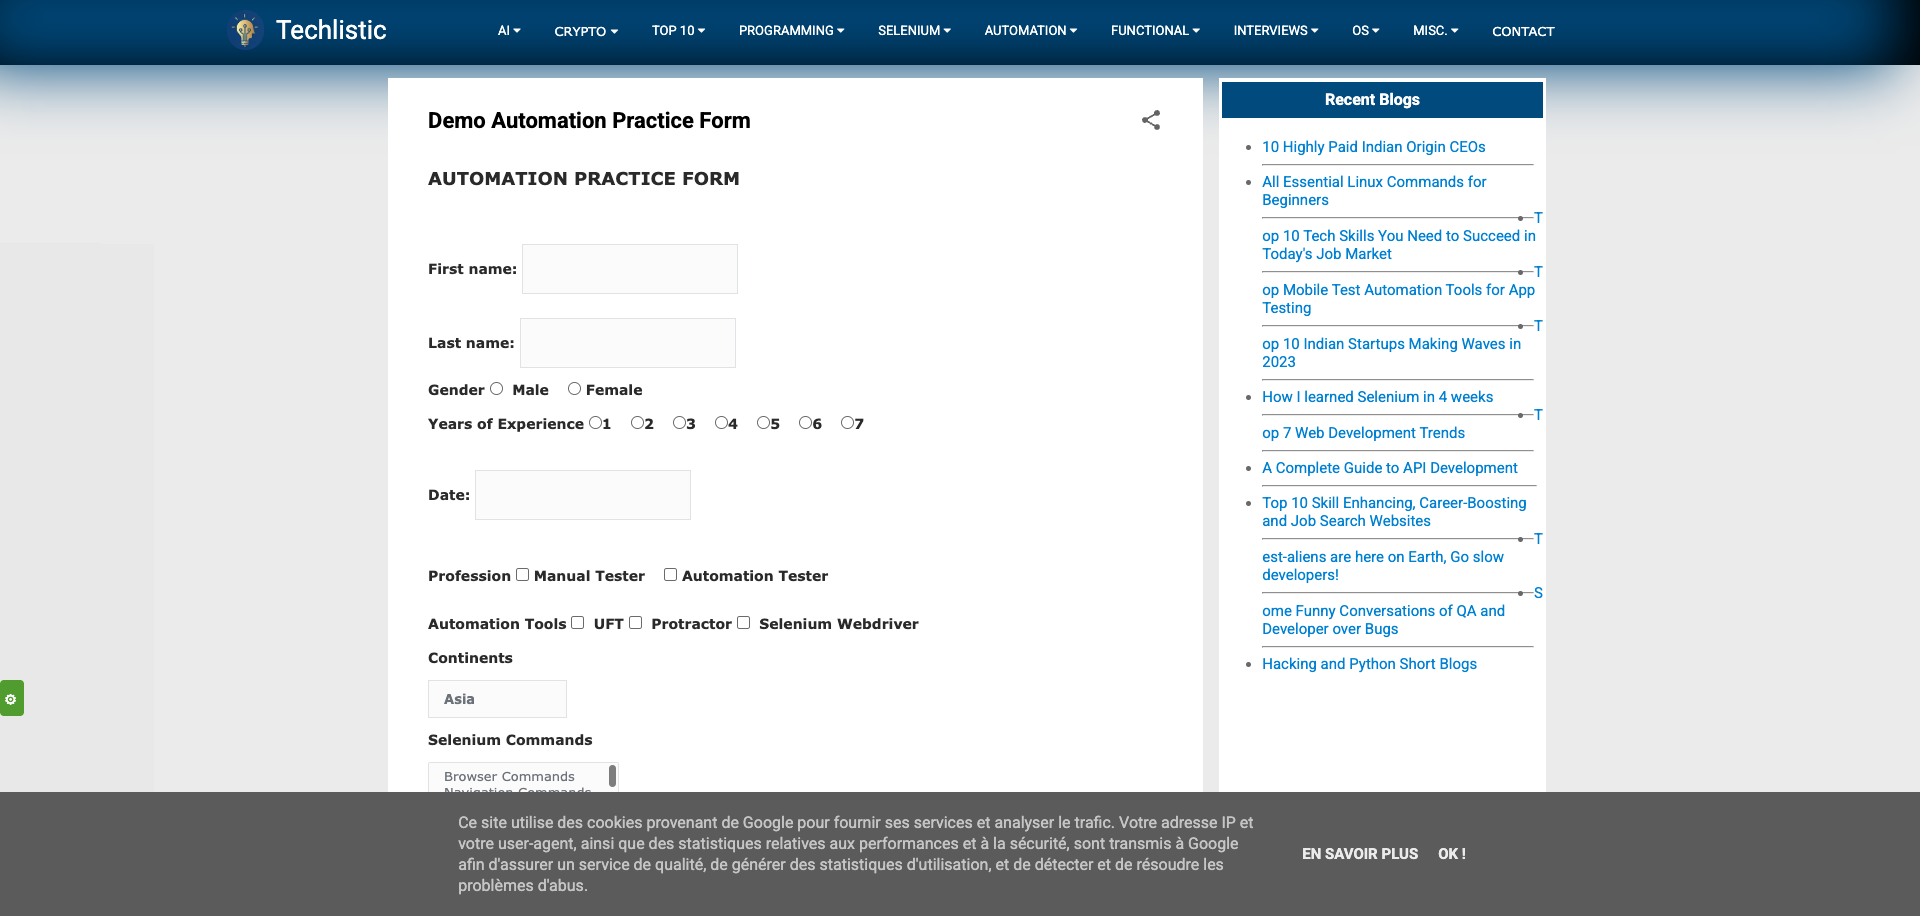 Techlistic
AI
CRYPTO
TOP 10
PROGRAMMING
SELENIUM
AUTOMATION
FUNCTIONAL
INTERVIEWS
OS
MISC.
CONTACT
Demo Automation Practice Form
AUTOMATION PRACTICE FORM
First name:
Last name:
Gender Male Female
Years of Experience 1 2 3 4 5 6 7
Date:
Profession Manual Tester Automation Tester
Automation Tools UFT Protractor Selenium Webdriver
Continents
Asia
Selenium Commands
Browser Commands
Navigation Commands
Recent Blogs
10 Highly Paid Indian Origin CEOs
All Essential Linux Commands for
Beginners
T
op 10 Tech Skills You Need to Succeed in
Today's Job Market
T
op Mobile Test Automation Tools for App
Testing
T
op 10 Indian Startups Making Waves in
2023
How I learned Selenium in 4 weeks
T
op 7 Web Development Trends
A Complete Guide to API Development
Top 10 Skill Enhancing, Career-Boosting
and Job Search Websites
T
est-aliens are here on Earth, Go slow
developers!
S
ome Funny Conversations of QA and
Developer over Bugs
Hacking and Python Short Blogs
Ce site utilise des cookies provenant de Google pour fournir ses services et analyser le trafic. Votre adresse IP et
votre user-agent, ainsi que des statistiques relatives aux performances et à la sécurité, sont transmis à Google
afin d'assurer un service de qualité, de générer des statistiques d'utilisation, et de détecter et de résoudre les
problèmes d'abus.
EN SAVOIR PLUS
OK !